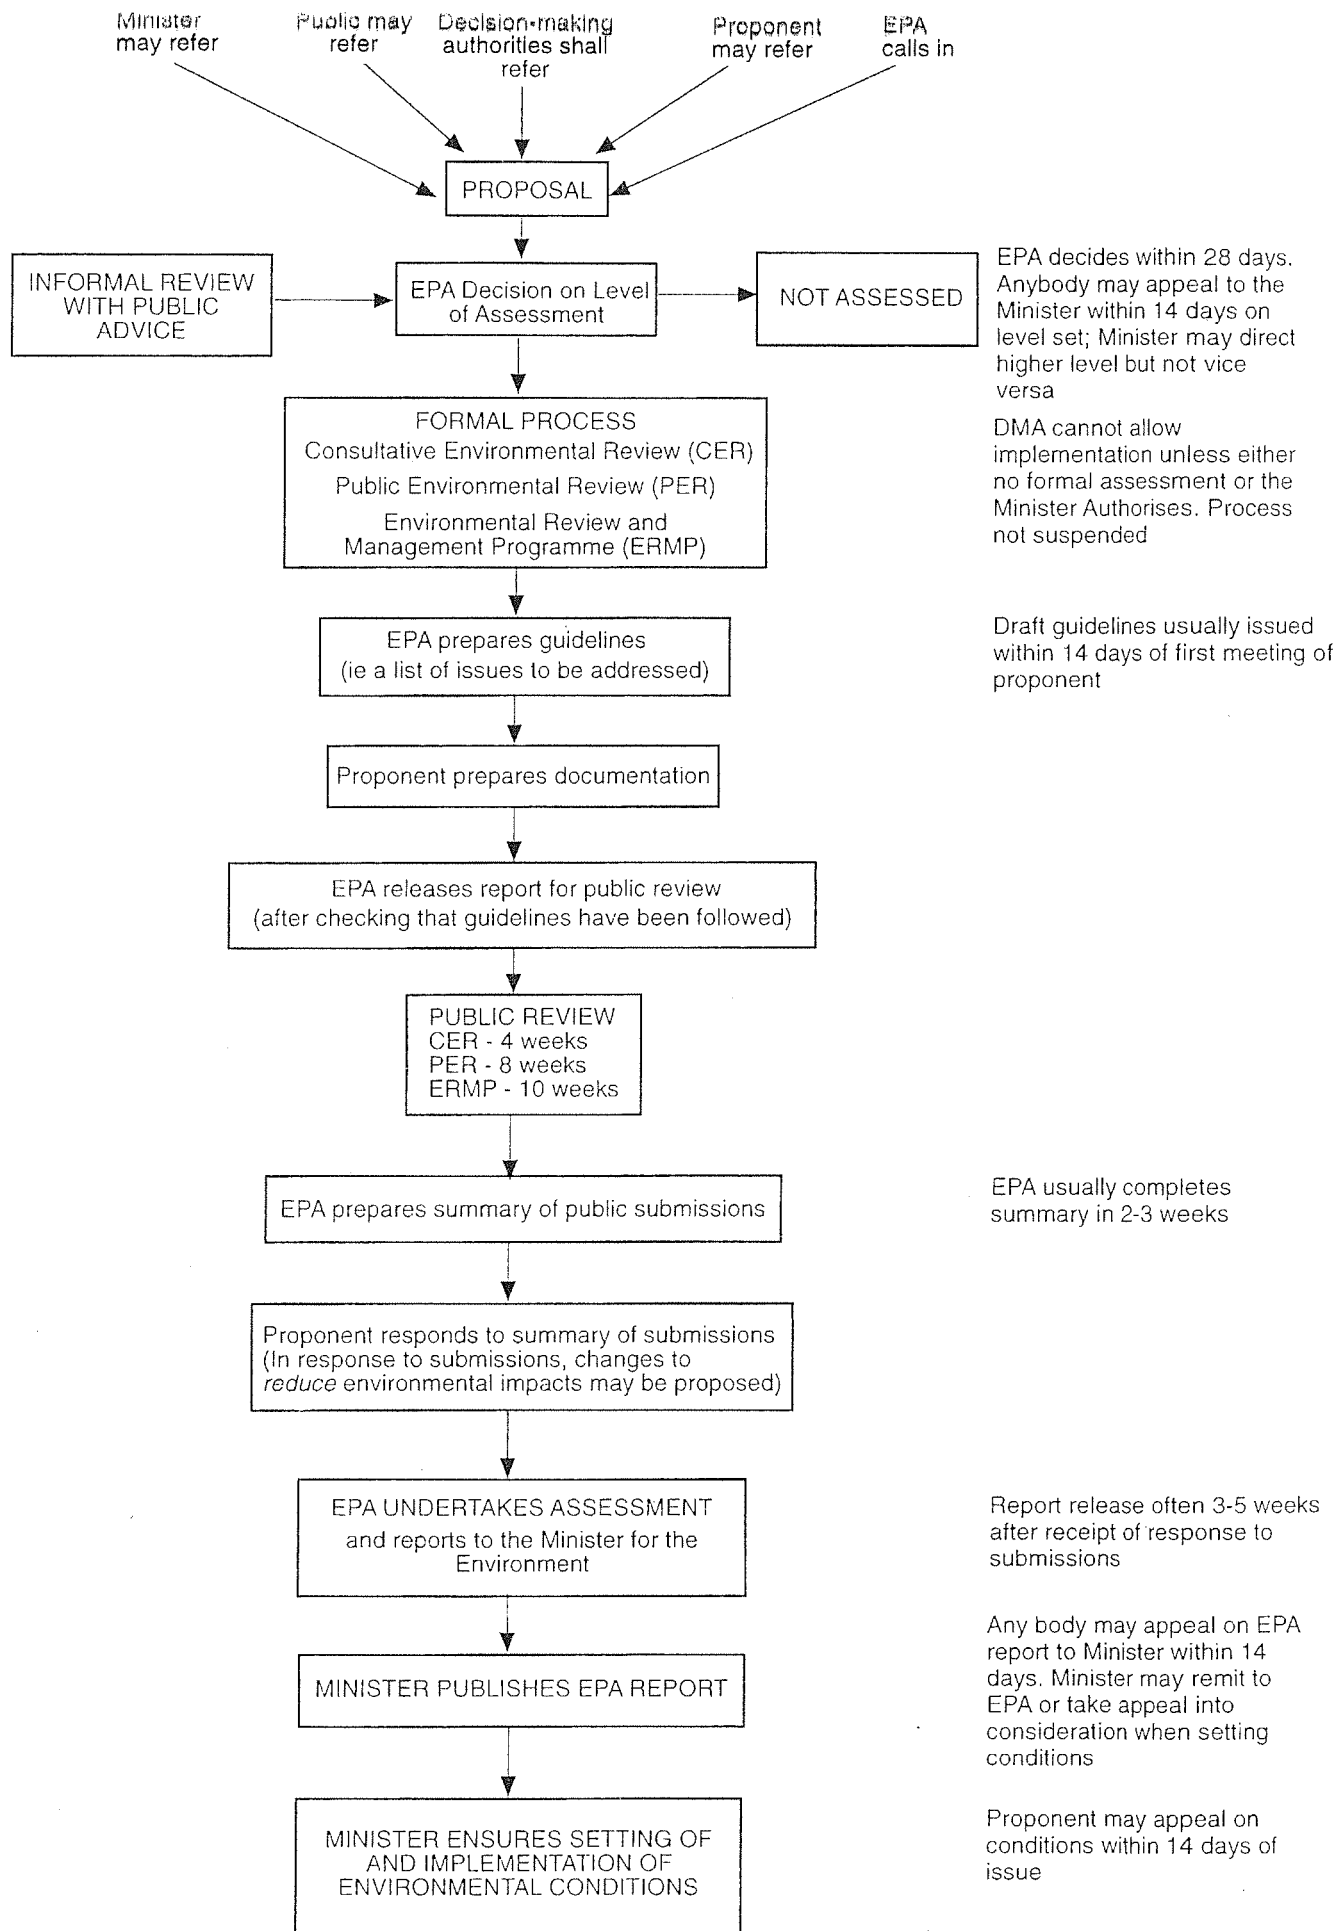 Minister
may refer
Public may
refer
Decision-making
authorities shall
refer
Proponent
may refer
EPA
calls in
PROPOSAL
INFORMAL REVIEW
WITH PUBLIC
ADVICE
EPA Decision on Level
of Assessment
NOT ASSESSED
EPA decides within 28 days.
Anybody may appeal to the
Minister within 14 days on
level set; Minister may direct
higher level but not vice
versa
FORMAL PROCESS
Consultative Environmental Review (CER)
Public Environmental Review (PER)
Environmental Review and
Management Programme (ERMP)
DMA cannot allow
implementation unless either
no formal assessment or the
Minister Authorises. Process
not suspended
EPA prepares guidelines
(ie a list of issues to be addressed)
Draft guidelines usually issued
within 14 days of first meeting of
proponent
Proponent prepares documentation
EPA releases report for public review
(after checking that guidelines have been followed)
PUBLIC REVIEW
CER - 4 weeks
PER - 8 weeks
ERMP - 10 weeks
EPA prepares summary of public submissions
EPA usually completes
summary in 2-3 weeks
Proponent responds to summary of submissions
(In response to submissions, changes to
reduce environmental impacts may be proposed)
EPA UNDERTAKES ASSESSMENT
and reports to the Minister for the
Environment
Report release often 3-5 weeks
after receipt of response to
submissions
MINISTER PUBLISHES EPA REPORT
Any body may appeal on EPA
report to Minister within 14
days. Minister may remit to
EPA or take appeal into
consideration when setting
conditions
MINISTER ENSURES SETTING OF
AND IMPLEMENTATION OF
ENVIRONMENTAL CONDITIONS
Proponent may appeal on
conditions within 14 days of
issue